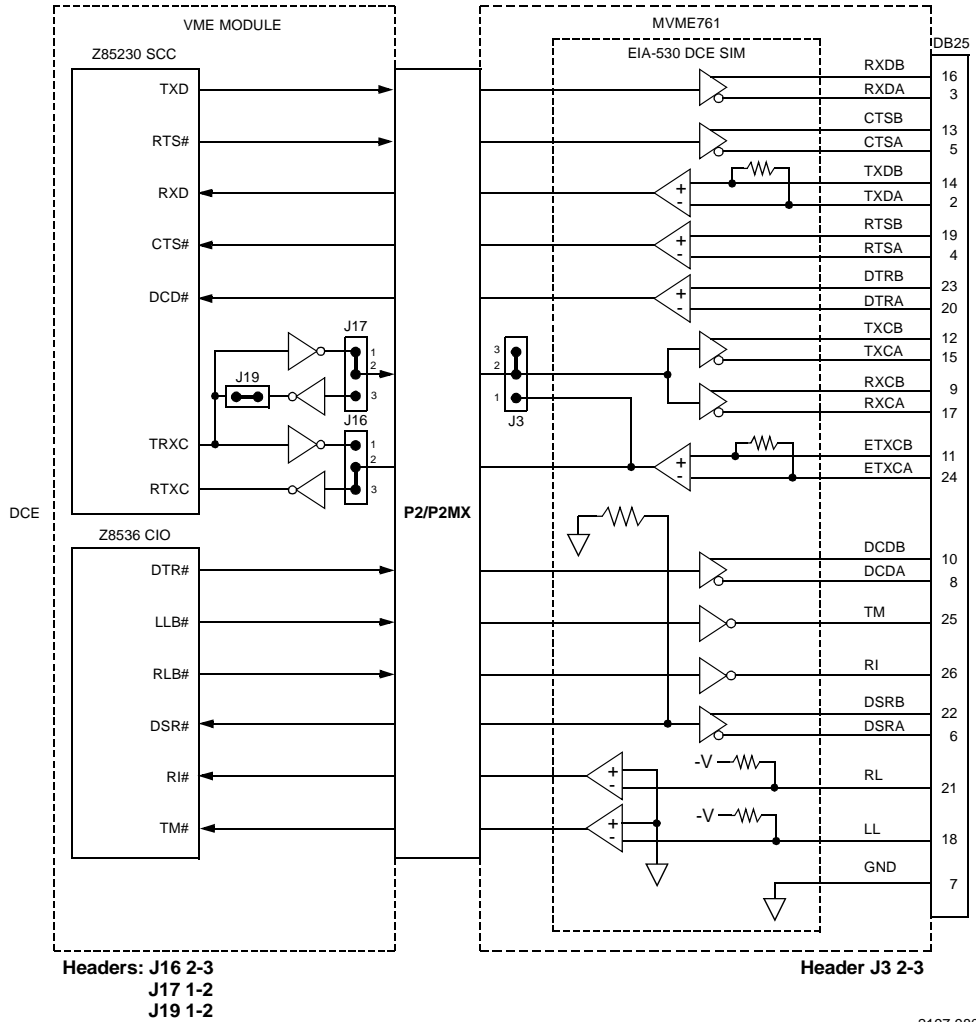 VME MODULE
MVME761
Z85230 SCC
EIA-530 DCE SIM
DB25
TXD
RXDB
16
RXDA
3
RTS#
CTSB
13
CTSA
5
RXD
TXDB
14
+
-
TXDA
2
CTS#
RTSB
19
+
-
RTSA
4
DCD#
DTRB
23
+
-
DTRA
20
J17
1
2
3
J19
3
2
1
J3
TXCB
12
TXCA
15
RXCB
9
RXCA
17
J16
TRXC
1
2
3
RTXC
ETXCB
11
+
-
ETXCA
24
DCE
P2/P2MX
Z8536 CIO
DTR#
DCDB
10
DCDA
8
LLB#
TM
25
RLB#
RI
26
DSR#
DSRB
22
DSRA
6
RI#
+
-
-V
RL
21
TM#
+
-
-V
LL
18
GND
7
Headers: J16 2-3
J17 1-2
J19 1-2
Header J3 2-3